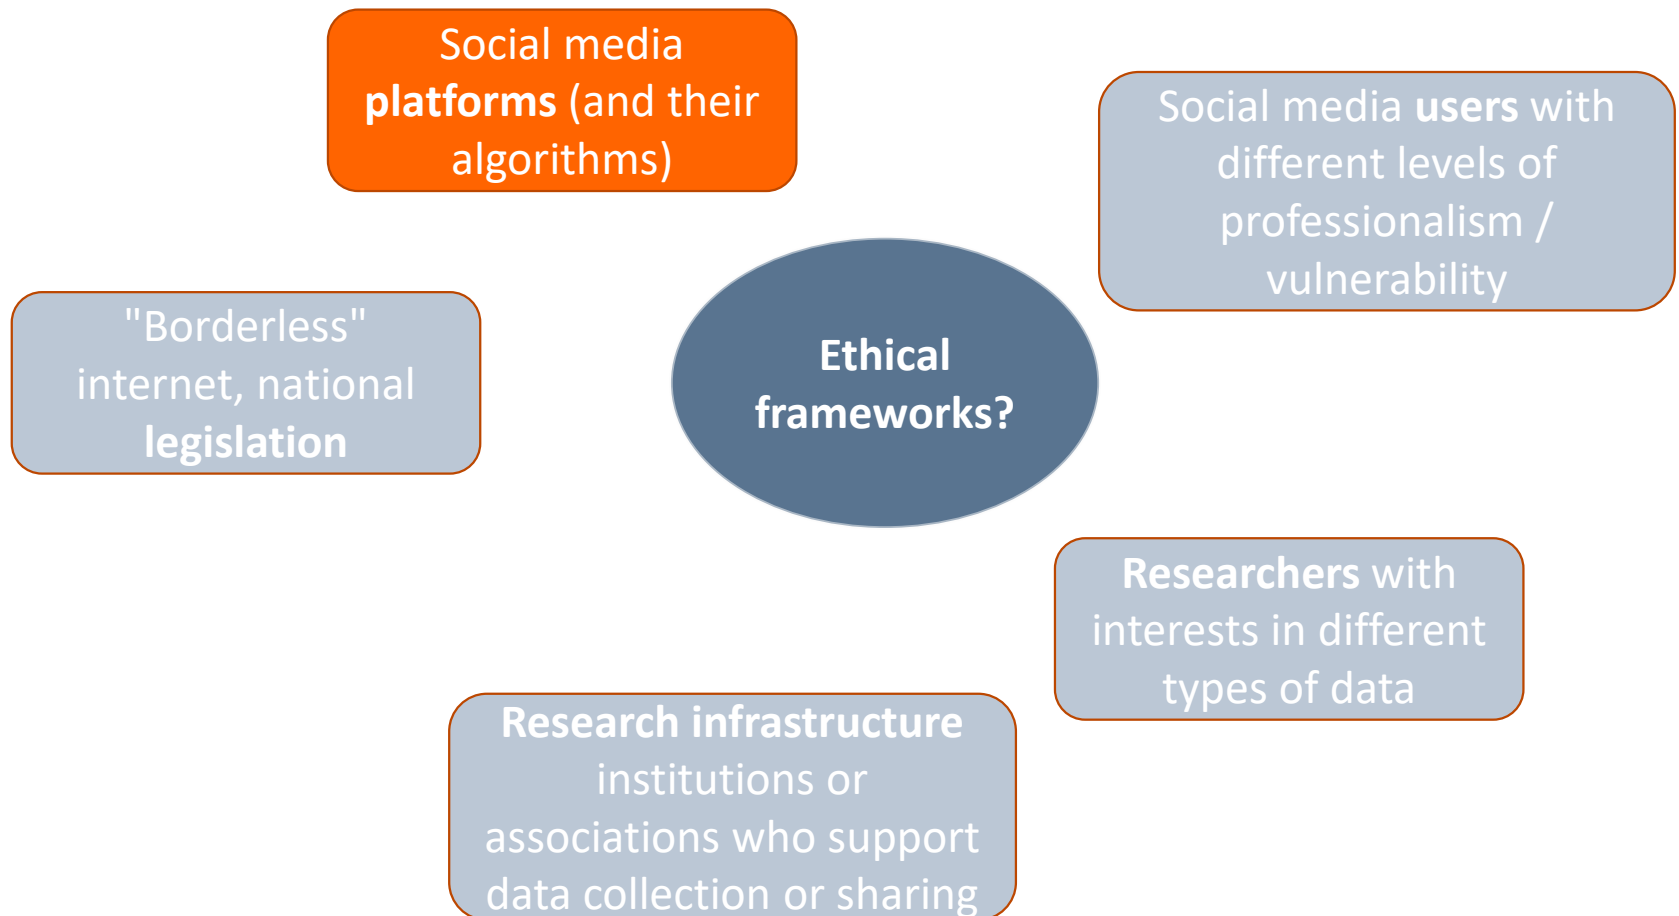 Social media
platforms (and their
algorithms)
Social media users with
different levels of
professionalism /
vulnerability
"Borderless"
internet, national
legislation
Ethical
frameworks?
Researchers with
interests in different
types of data
Research infrastructure
institutions or
associations who support
data collection or sharing